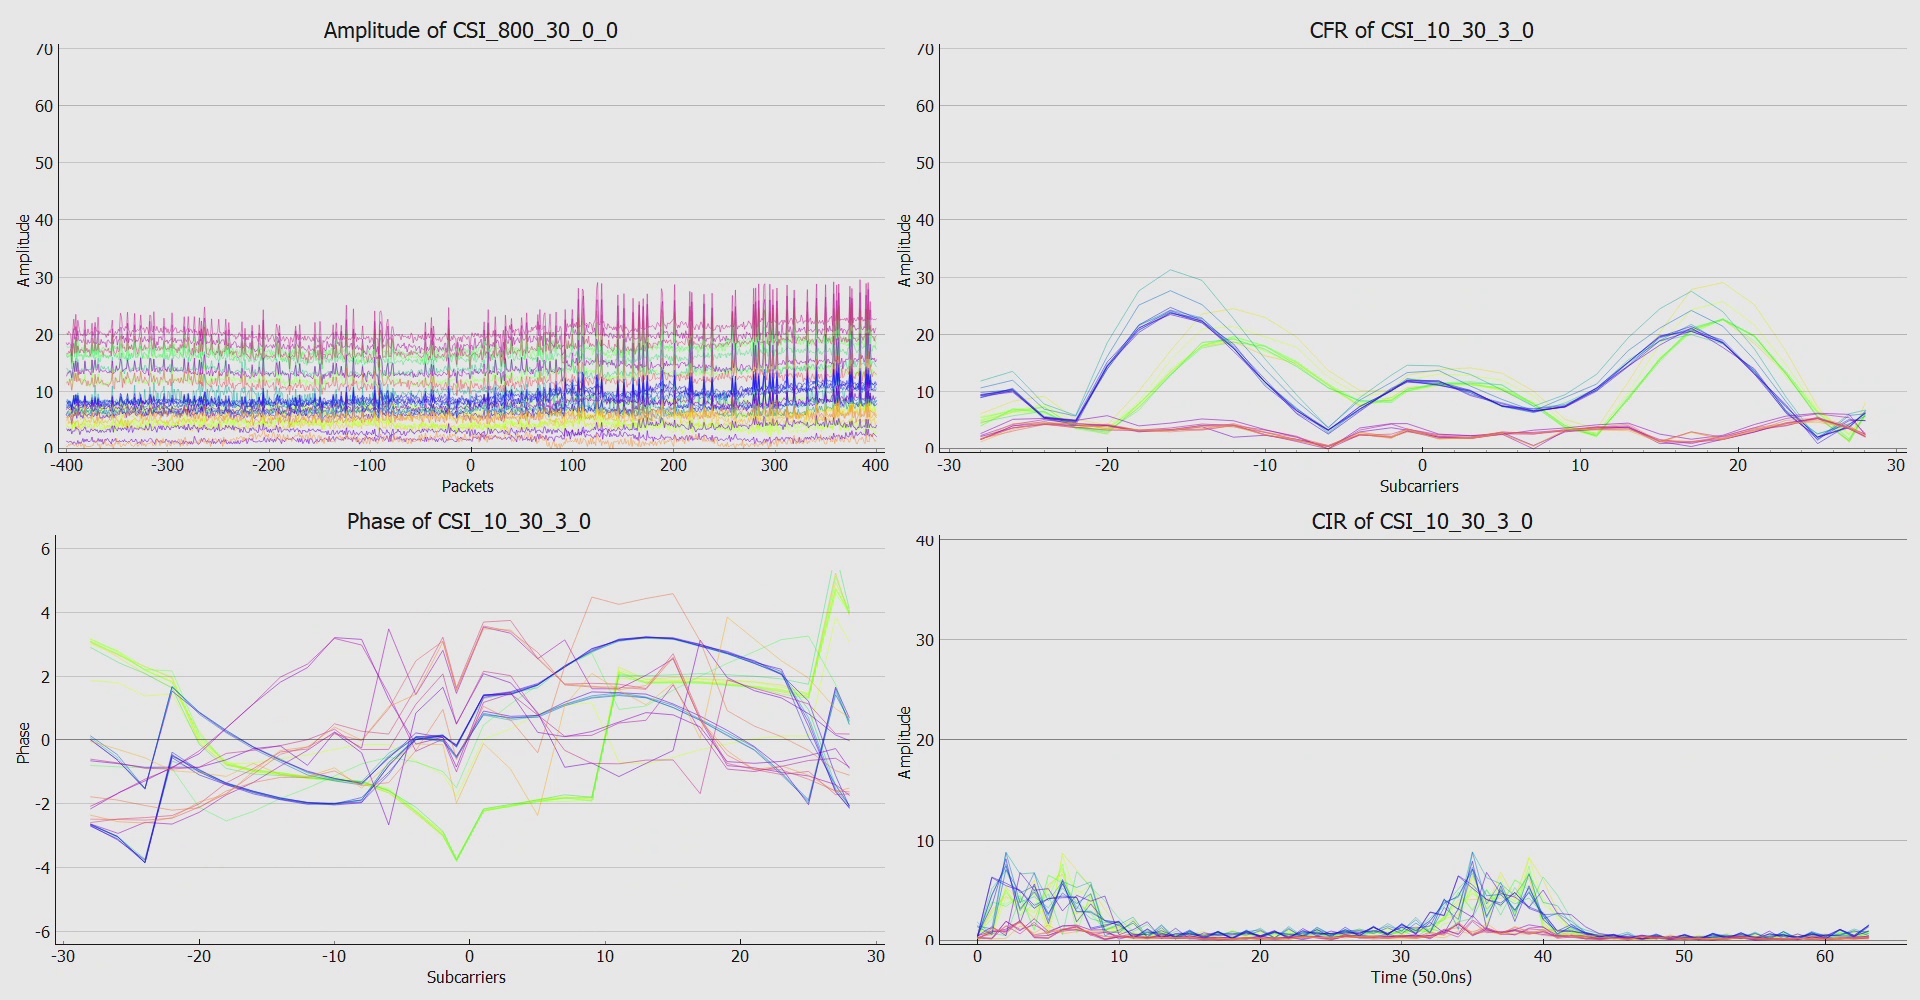 Amplitude of CSI_800_30_0_0
70
60
50
40
30
20
10
0
Amplitude
-400 -300 -200 -100 0 100 200 300 400
Packets
CFR of CSI_10_30_3_0
70
60
50
40
30
20
10
0
Amplitude
-30 -20 -10 0 10 20 30
Subcarriers
Phase of CSI_10_30_3_0
6
4
2
0
-2
-4
-6
Phase
-30 -20 -10 0 10 20 30
Subcarriers
CIR of CSI_10_30_3_0
40
30
20
10
0
Amplitude
0 10 20 30 40 50 60
Time (50.0ns)